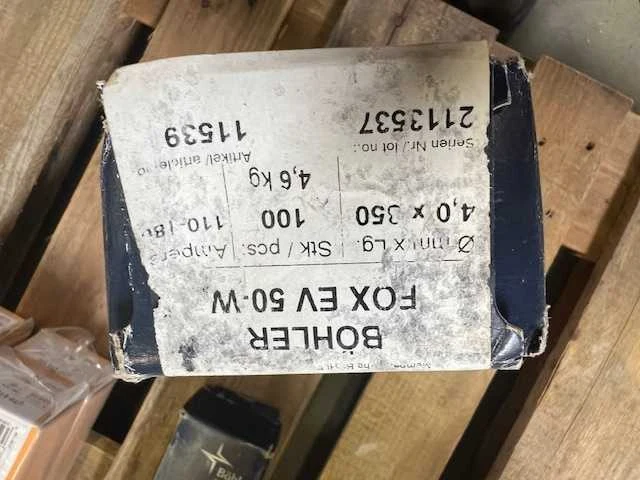 BÖHLER
FOX EV 50-W
Ø mm x Lg. Stk / pcs. Ampere
4,0 x 350 100 110-180
4,6 kg
Serien Nr./ lot no.: Artikel/ article no
2113537 11539